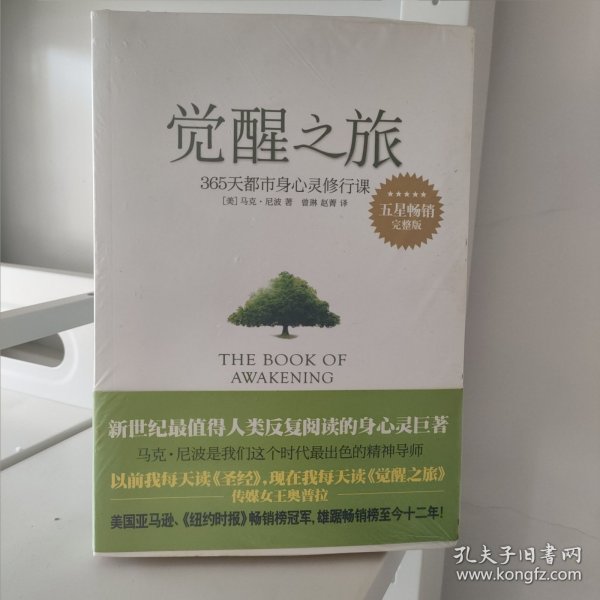 觉醒之旅
365天都市身心灵修行课
[美]马克·尼波 著 曾琳 赵菁 译
★★★★★
五星畅销
完整版
THE BOOK OF
AWAKENING
新世纪最值得人类反复阅读的身心灵巨著
马克·尼波是我们这个时代最出色的精神导师
以前我每天读《圣经》,现在我每天读《觉醒之旅》
——传媒女王奥普拉——
美国亚马逊、《纽约时报》畅销榜冠军,雄踞畅销榜至今十二年!
孔夫子旧书网
www.kongfz.com